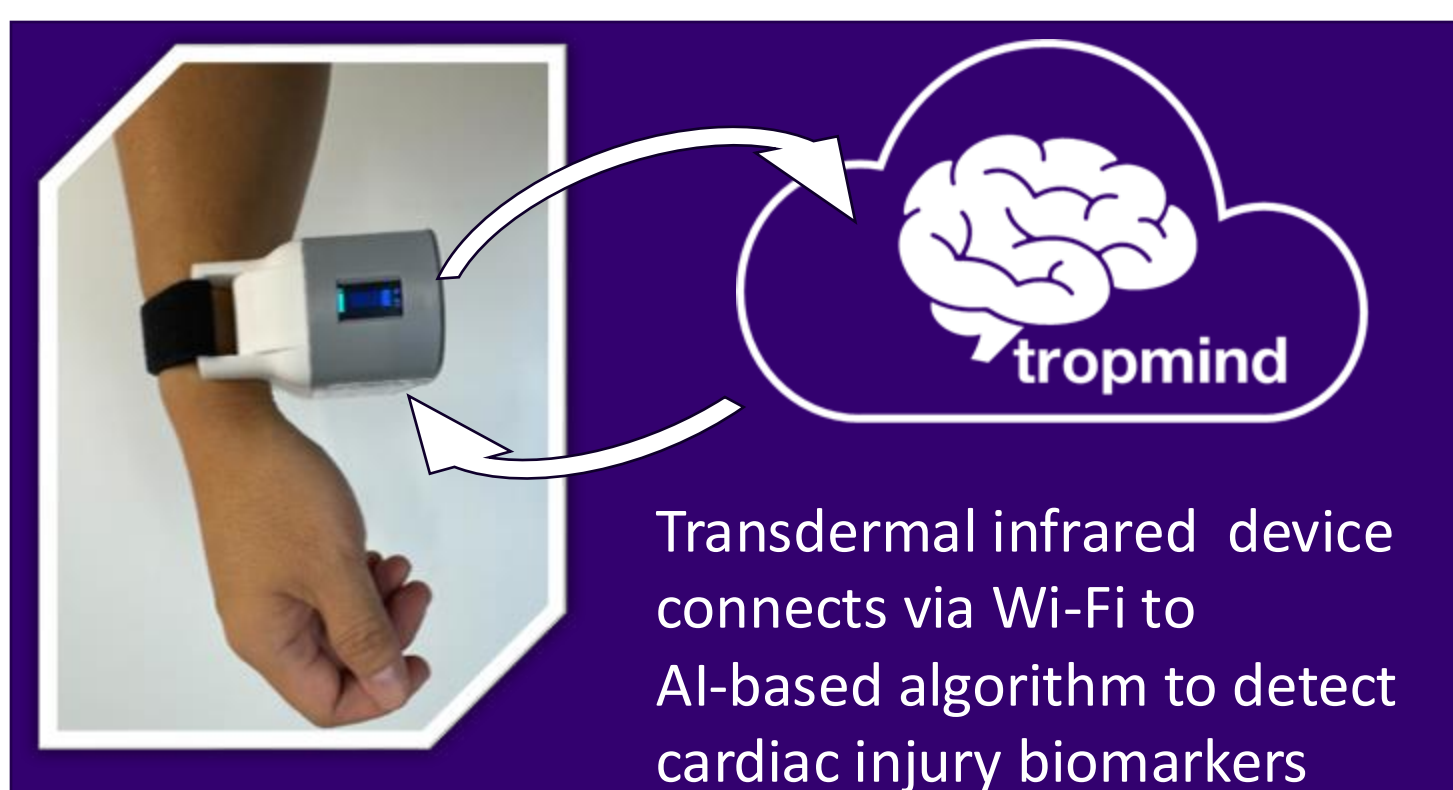 tropmind
Transdermal infrared  device
connects via Wi-Fi to
AI-based algorithm to detect
cardiac injury biomarkers